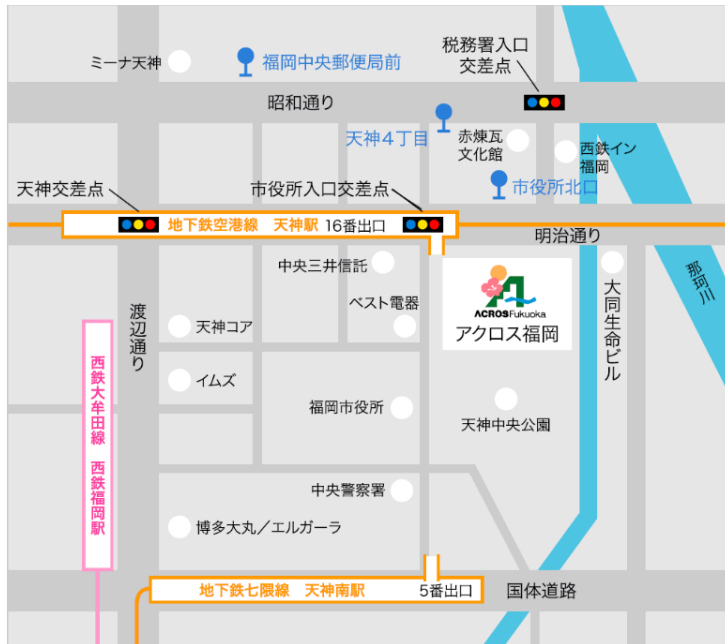 税務署入口
交差点
ミーナ天神
福岡中央郵便局前
昭和通り
天神4丁目
赤煉瓦
文化館
西鉄イン
福岡
天神交差点
市役所入口交差点
市役所北口
地下鉄空港線 天神駅 16番出口
明治通り
中央三井信託
那珂川
ACROS Fukuoka
アクロス福岡
大同生命ビル
ベスト電器
渡辺通り
天神コア
西鉄大牟田線 西鉄福岡駅
イムズ
福岡市役所
天神中央公園
中央警察署
博多大丸/エルガーラ
地下鉄七隈線 天神南駅 5番出口
国体道路